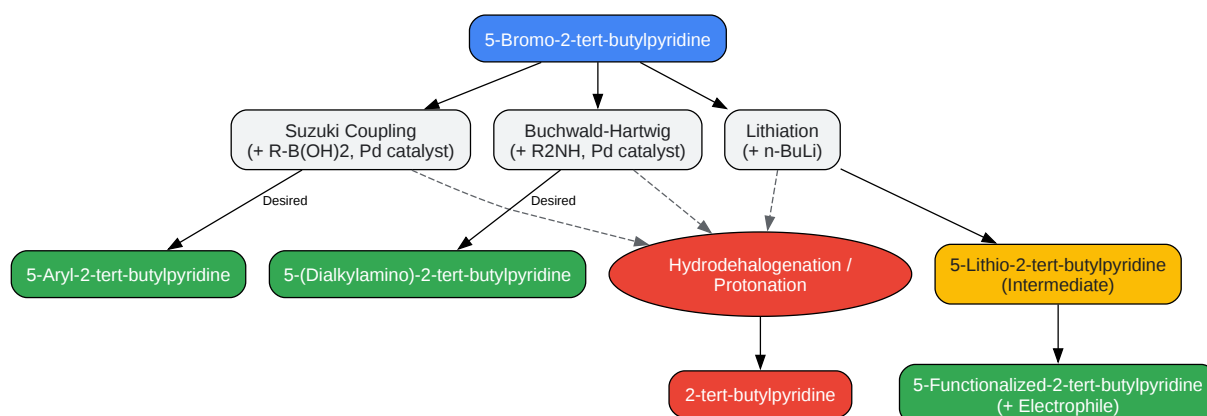 5-Bromo-2-tert-butylpyridine
Suzuki Coupling
(+ R-B(OH)2, Pd catalyst)
Buchwald-Hartwig
(+ R2NH, Pd catalyst)
Lithiation
(+ n-BuLi)
Desired
Desired
5-Aryl-2-tert-butylpyridine
5-(Dialkylamino)-2-tert-butylpyridine
Hydrodehalogenation /
Protonation
5-Lithio-2-tert-butylpyridine
(Intermediate)
2-tert-butylpyridine
5-Functionalized-2-tert-butylpyridine
(+ Electrophile)